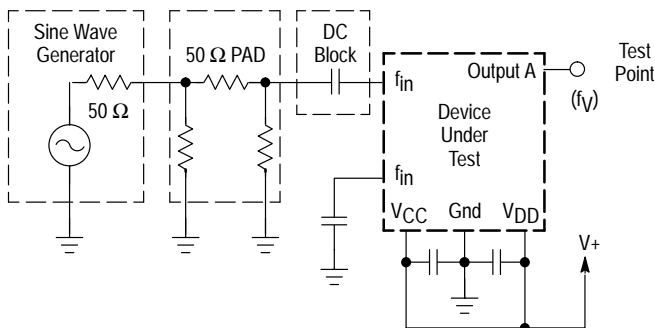 Sine Wave
Generator
50 Ω
50 Ω PAD
DC
Block
fin
Output A
Test
Point
(fV)
Device
Under
Test
fin
VCC
Gnd
VDD
V+